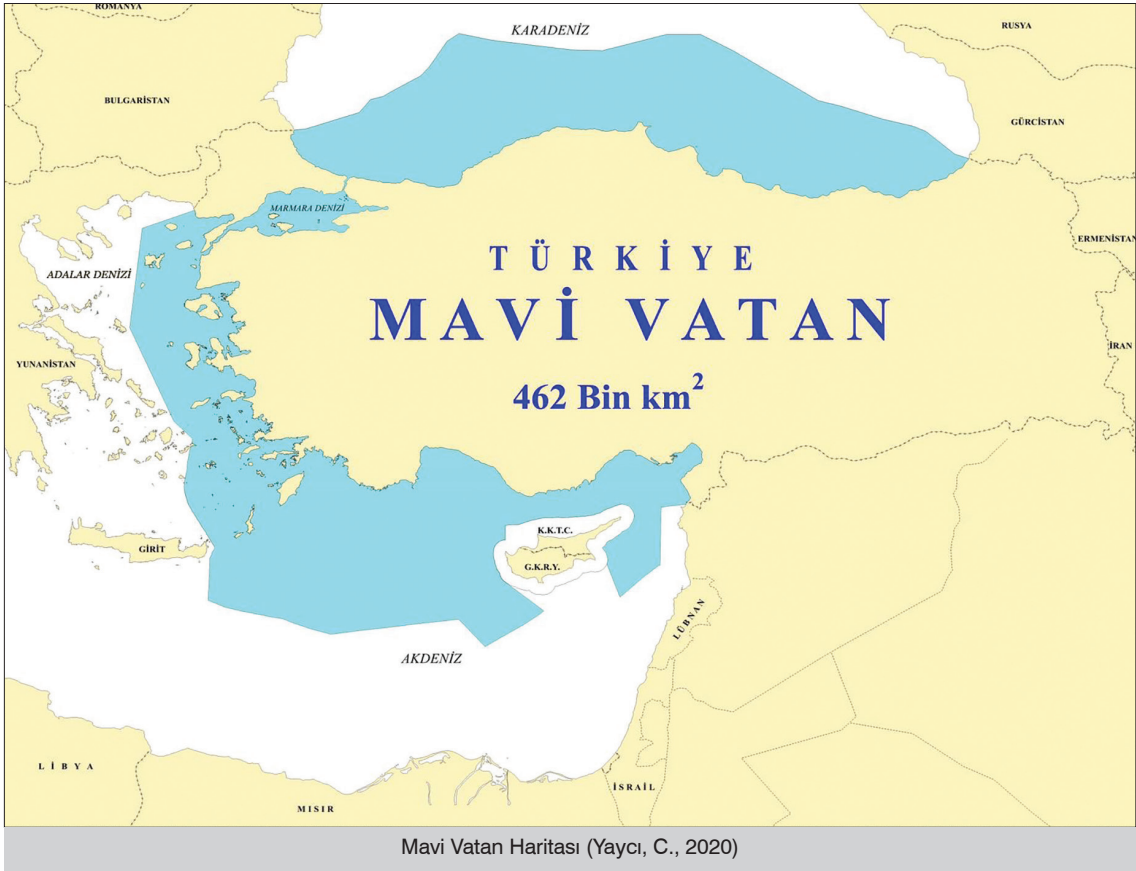 ROMANYA
KARADENİZ
RUSYA
BULGARİSTAN
GÜRCİSTAN
MARMARA DENİZİ
ERMENİSTAN
ADALAR DENİZİ
TÜRKİYE
MAVİ VATAN
462 Bin km²
İRAN
YUNANİSTAN
K.K.T.C.
GİRİT
G.K.R.Y.
LÜBNAN
AKDENİZ
LİBYA
İSRAİL
MISIR
Mavi Vatan Haritası (Yaycı, C., 2020)